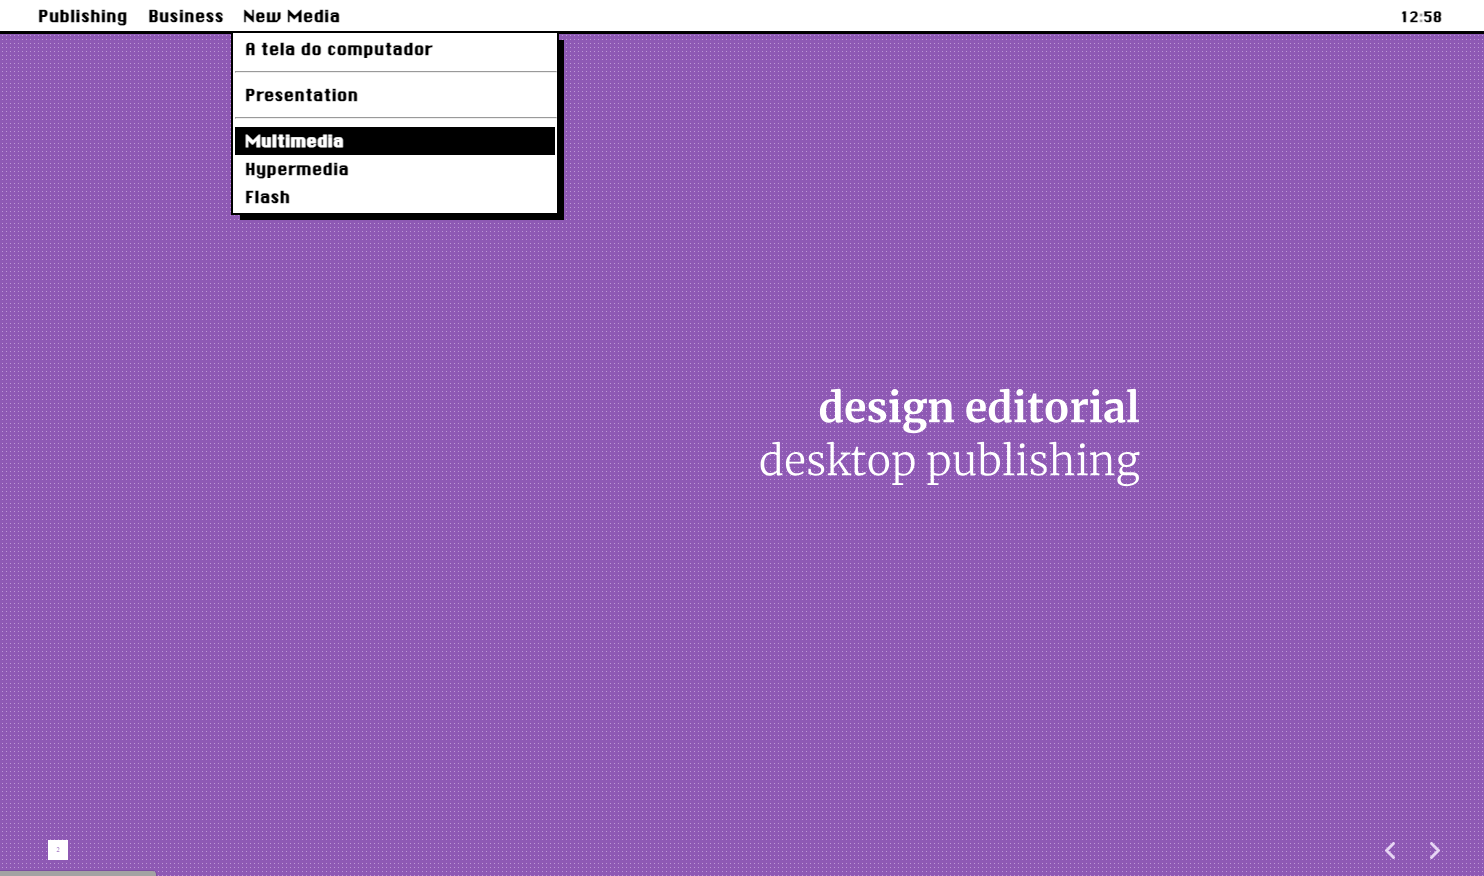 Publishing Business New Media 12:58
A tela do computador
Presentation
Multimedia
Hypermedia
Flash
design editorial
desktop publishing
2